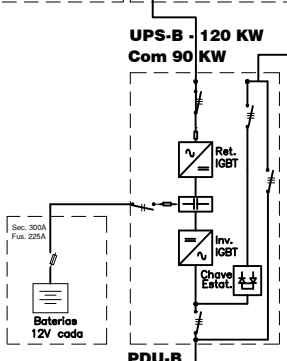 UPS-B - 120 KW
Com 90 KW
Ret.
IGBT
Sec. 300A
Fus. 225A
Inv.
IGBT
Chave
Estat.
Baterias
12V cada
PDU-B